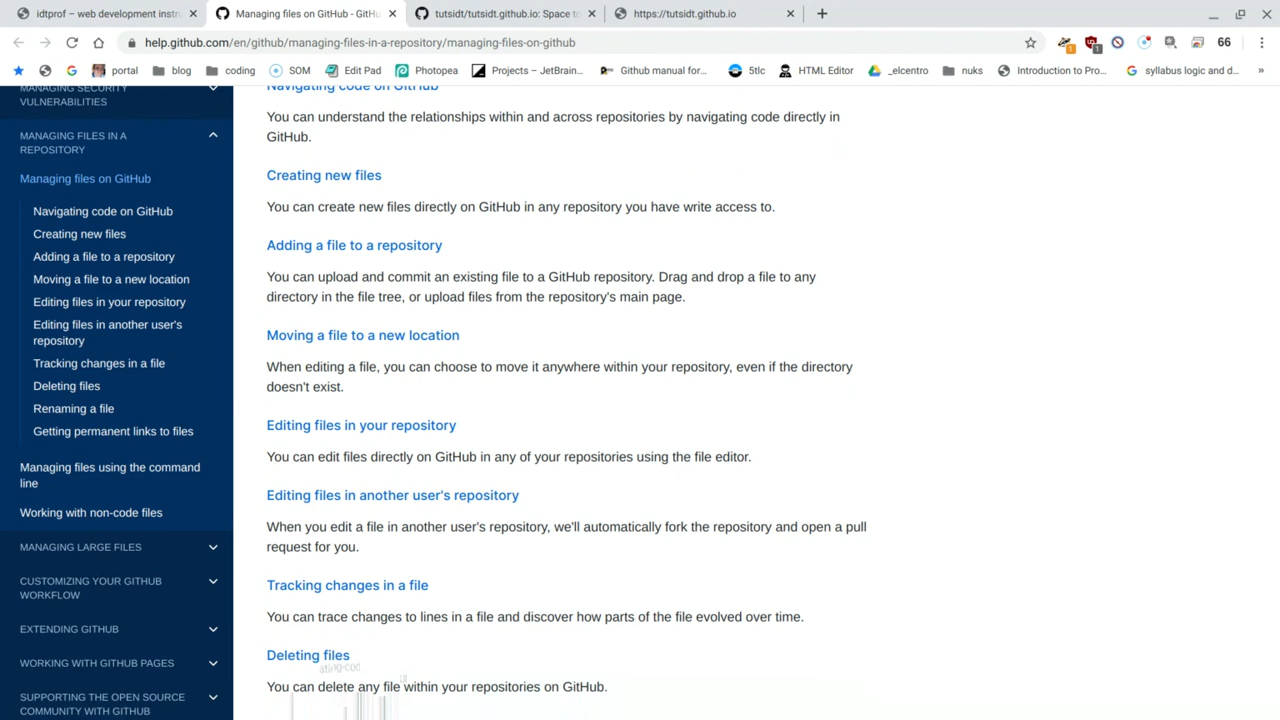 idtprof – web development instru
Managing files on GitHub - GitHu
tutsidt/tutsidt.github.io: Space to
https://tutsidt.github.io
help.github.com/en/github/managing-files-in-a-repository/managing-files-on-github
1
1
66
portal
blog
coding
SOM
Edit Pad
Photopea
Projects – JetBrain...
Github manual for...
5tlc
HTML Editor
_elcentro
nuks
Introduction to Pro...
syllabus logic and d...
»
MANAGING SECURITY
VULNERABILITIES
MANAGING FILES IN A
REPOSITORY
Managing files on GitHub
Navigating code on GitHub
Creating new files
Adding a file to a repository
Moving a file to a new location
Editing files in your repository
Editing files in another user's
repository
Tracking changes in a file
Deleting files
Renaming a file
Getting permanent links to files
Managing files using the command
line
Working with non-code files
MANAGING LARGE FILES
CUSTOMIZING YOUR GITHUB
WORKFLOW
EXTENDING GITHUB
WORKING WITH GITHUB PAGES
SUPPORTING THE OPEN SOURCE
COMMUNITY WITH GITHUB
Navigating code on GitHub
You can understand the relationships within and across repositories by navigating code directly in
GitHub.
Creating new files
You can create new files directly on GitHub in any repository you have write access to.
Adding a file to a repository
You can upload and commit an existing file to a GitHub repository. Drag and drop a file to any
directory in the file tree, or upload files from the repository's main page.
Moving a file to a new location
When editing a file, you can choose to move it anywhere within your repository, even if the directory
doesn't exist.
Editing files in your repository
You can edit files directly on GitHub in any of your repositories using the file editor.
Editing files in another user's repository
When you edit a file in another user's repository, we'll automatically fork the repository and open a pull
request for you.
Tracking changes in a file
You can trace changes to lines in a file and discover how parts of the file evolved over time.
Deleting files
ating-cod
You can delete any file within your repositories on GitHub.